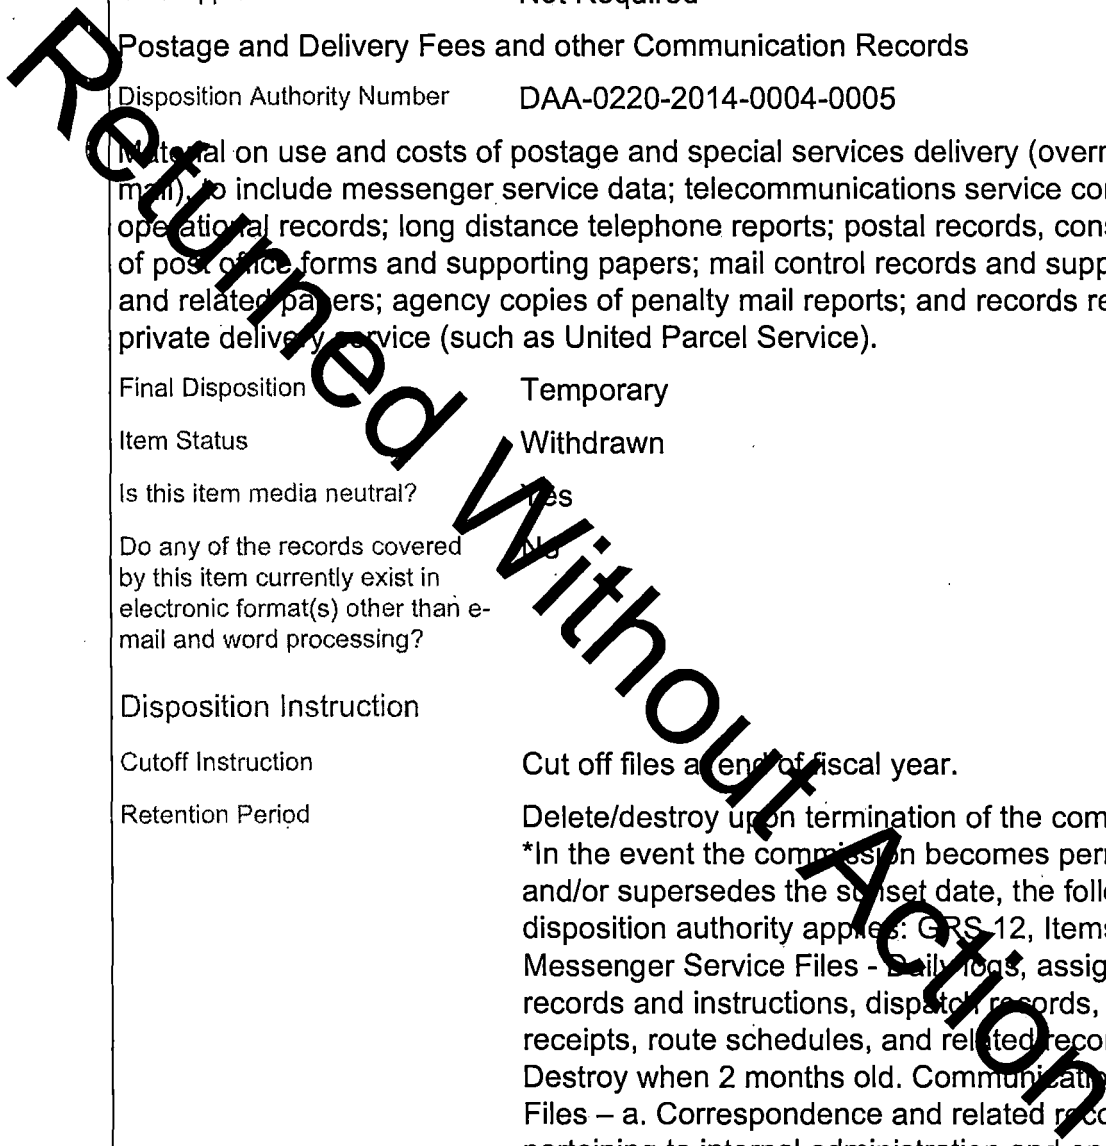 Not Required
Postage and Delivery Fees and other Communication Records
Disposition Authority Number DAA-0220-2014-0004-0005
Material on use and costs of postage and special services delivery (overn
mail), to include messenger service data; telecommunications service co
operational records; long distance telephone reports; postal records, cons
of post office forms and supporting papers; mail control records and supp
and related papers; agency copies of penalty mail reports; and records re
private delivery service (such as United Parcel Service).
Final Disposition Temporary
Item Status Withdrawn
Is this item media neutral? Yes
Do any of the records covered No
by this item currently exist in
electronic format(s) other than e-
mail and word processing?
Disposition Instruction
Cutoff Instruction Cut off files at end of fiscal year.
Retention Period Delete/destroy upon termination of the com
*In the event the commission becomes per
and/or supersedes the sunset date, the foll
disposition authority applies: GRS 12, Items
Messenger Service Files - Daily logs, assig
records and instructions, dispatch records,
receipts, route schedules, and related reco
Destroy when 2 months old. Communicati
Files – a. Correspondence and related reco
Returned Without Action